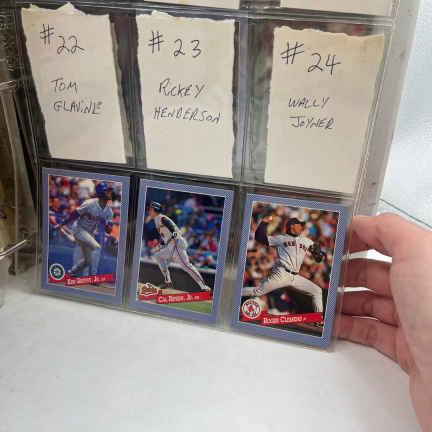 #22
TOM
GLAVINE
#23
RICKEY
HENDERSON
#24
WALLY
JOYNER
KEN GRIFFEY, JR.
CAL RIPKEN, JR.
ROGER CLEMENS